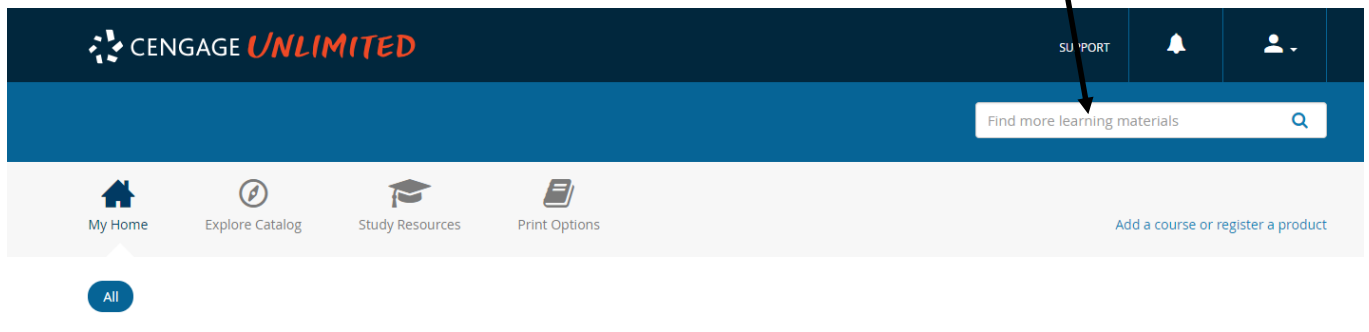 CENGAGE UNLIMITED
SUPPORT
Find more learning materials
My Home
Explore Catalog
Study Resources
Print Options
Add a course or register a product
All